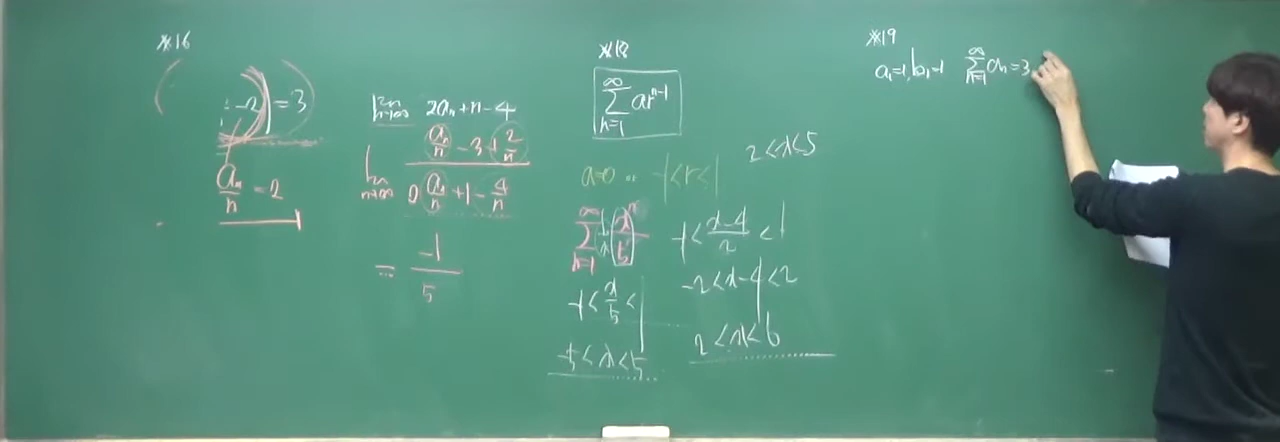 ※16
-2) = 3
aₙ/n = 2
lim n→∞ 2aₙ+n-4
lim n→∞ (aₙ/n - 3 + 2/n) / (2 aₙ/n + 1 - 4/n)
= -1/5
※18
∑ n=1 ∞ arⁿ⁻¹
a=0 or -1<r<1
2<x<5
-1 < x/5 < 1
-5 < x < 5
-1 < (x-4)/2 < 1
-2 < x-4 < 2
2 < x < 6
※19
a₁=1, b₁=1 ∑ n=1 ∞ aₙ=3